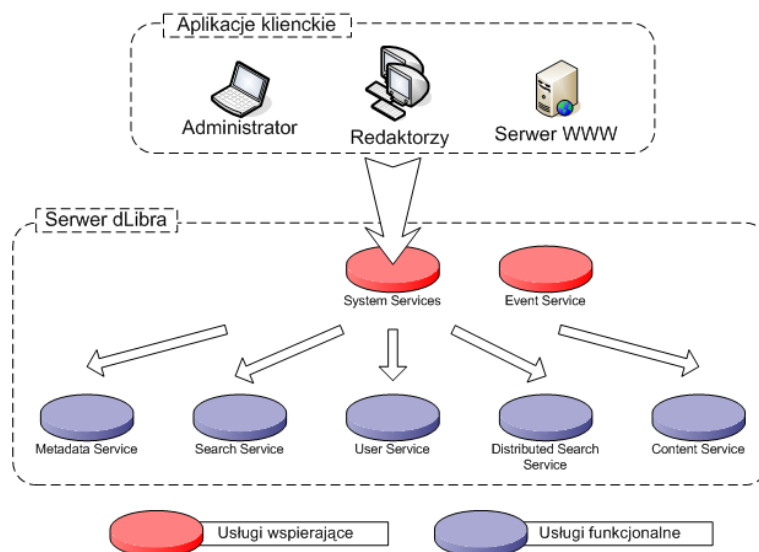 Aplikacje klienckie
Administrator
Redaktorzy
Serwer WWW
Serwer dLibra
System Services
Event Service
Metadata Service
Search Service
User Service
Distributed Search
Service
Content Service
Usługi wspierające
Usługi funkcjonalne